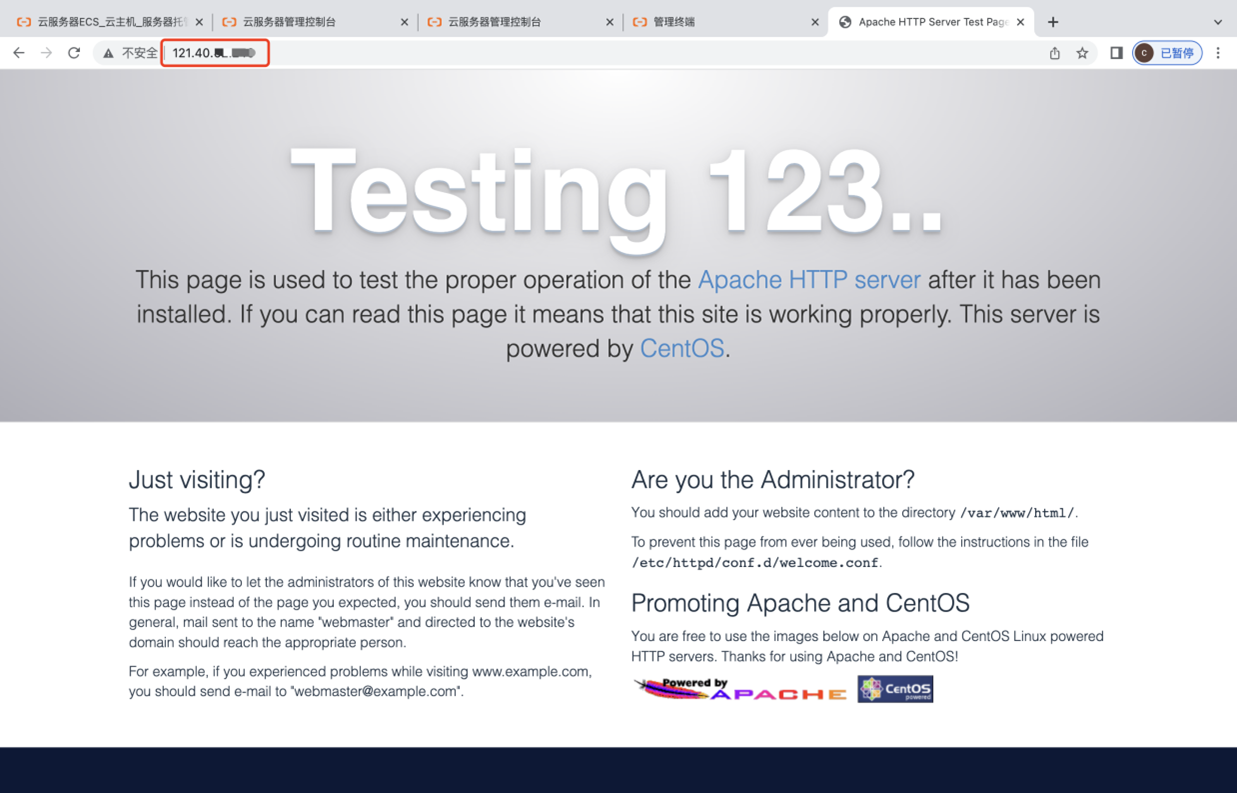 云服务器ECS_云主机_服务器托
云服务器管理控制台
云服务器管理控制台
管理终端
Apache HTTP Server Test Page
不安全
121.40.
已暂停
Testing 123..
This page is used to test the proper operation of the Apache HTTP server after it has been
installed. If you can read this page it means that this site is working properly. This server is
powered by CentOS.
Just visiting?
The website you just visited is either experiencing
problems or is undergoing routine maintenance.
If you would like to let the administrators of this website know that you've seen
this page instead of the page you expected, you should send them e-mail. In
general, mail sent to the name "webmaster" and directed to the website's
domain should reach the appropriate person.
For example, if you experienced problems while visiting www.example.com,
you should send e-mail to "webmaster@example.com".
Are you the Administrator?
You should add your website content to the directory /var/www/html/.
To prevent this page from ever being used, follow the instructions in the file
/etc/httpd/conf.d/welcome.conf.
Promoting Apache and CentOS
You are free to use the images below on Apache and CentOS Linux powered
HTTP servers. Thanks for using Apache and CentOS!
Powered by
APACHE
CentOS
powered